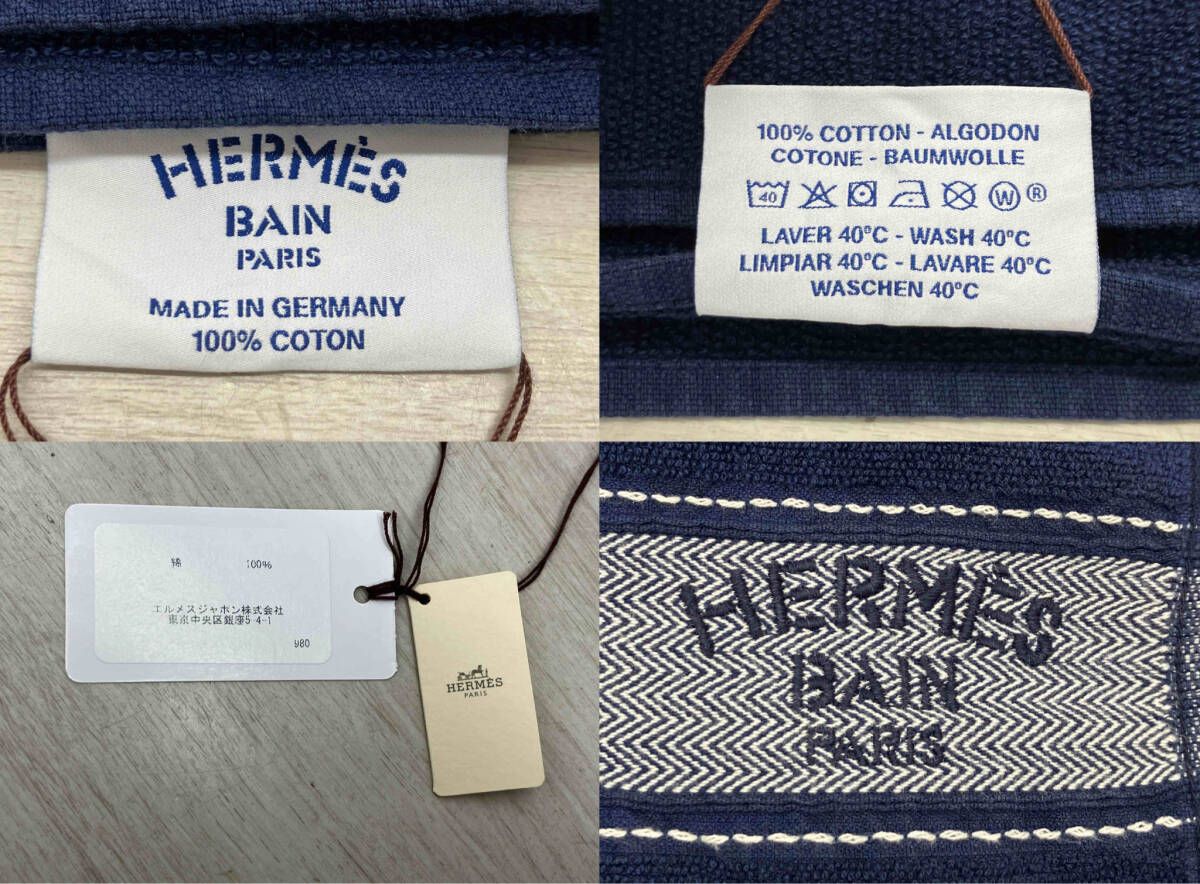 HERMÈS
BAIN
PARIS
MADE IN GERMANY
100% COTON
100% COTTON - ALGODON
COTONE - BAUMWOLLE
40 W ®
LAVER 40°C - WASH 40°C
LIMPIAR 40°C - LAVARE 40°C
WASCHEN 40°C
綿 100%
エルメスジャポン株式会社
東京中央区銀座5-4-1
980
HERMÈS
PARIS
HERMÈS
BAIN
PARIS